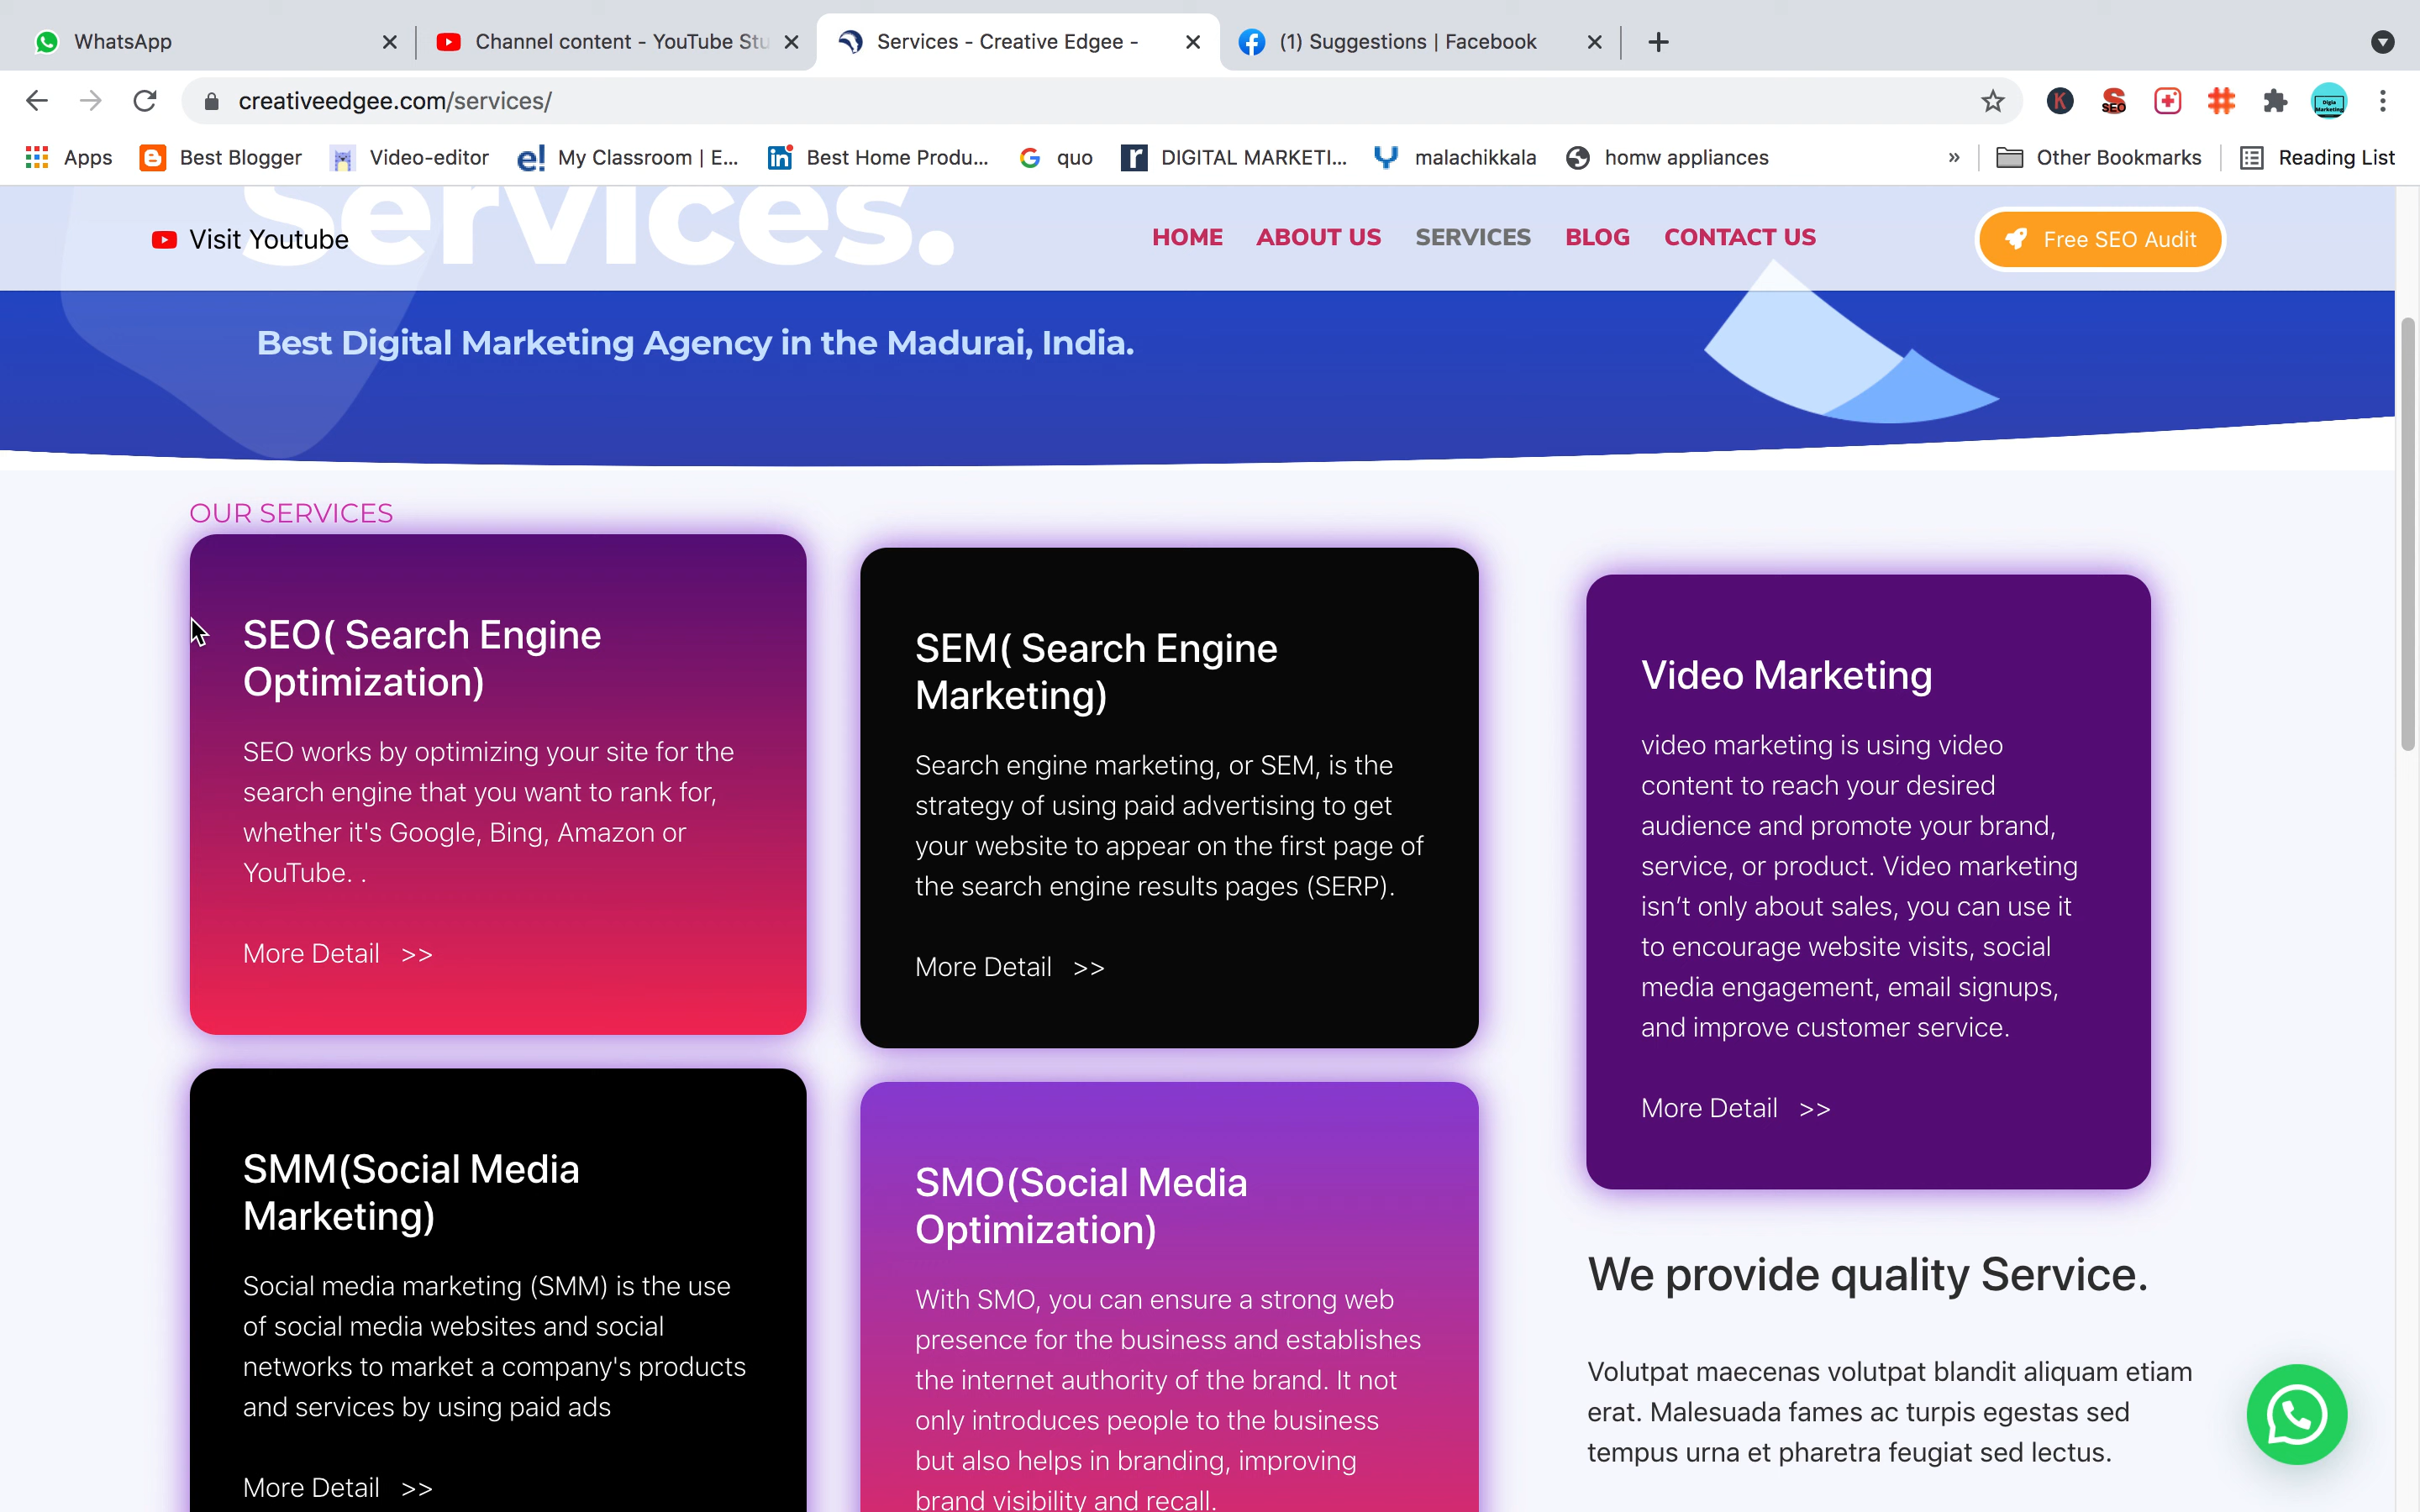 WhatsApp
Channel content - YouTube Stu
Services - Creative Edgee -
(1) Suggestions | Facebook
creativeedgee.com/services/
K
SEO
Digia
Marketing
Apps
Best Blogger
Video-editor
e! My Classroom | E...
in Best Home Produ...
G quo
r DIGITAL MARKETI...
malachikkala
homw appliances
»
Other Bookmarks
Reading List
Services.
Visit Youtube
HOME
ABOUT US
SERVICES
BLOG
CONTACT US
Free SEO Audit
Best Digital Marketing Agency in the Madurai, India.
OUR SERVICES
SEO( Search Engine
Optimization)
SEO works by optimizing your site for the
search engine that you want to rank for,
whether it's Google, Bing, Amazon or
YouTube. .
More Detail >>
SEM( Search Engine
Marketing)
Search engine marketing, or SEM, is the
strategy of using paid advertising to get
your website to appear on the first page of
the search engine results pages (SERP).
More Detail >>
Video Marketing
video marketing is using video
content to reach your desired
audience and promote your brand,
service, or product. Video marketing
isn’t only about sales, you can use it
to encourage website visits, social
media engagement, email signups,
and improve customer service.
More Detail >>
SMM(Social Media
Marketing)
Social media marketing (SMM) is the use
of social media websites and social
networks to market a company's products
and services by using paid ads
More Detail >>
SMO(Social Media
Optimization)
With SMO, you can ensure a strong web
presence for the business and establishes
the internet authority of the brand. It not
only introduces people to the business
but also helps in branding, improving
brand visibility and recall.
We provide quality Service.
Volutpat maecenas volutpat blandit aliquam etiam
erat. Malesuada fames ac turpis egestas sed
tempus urna et pharetra feugiat sed lectus.